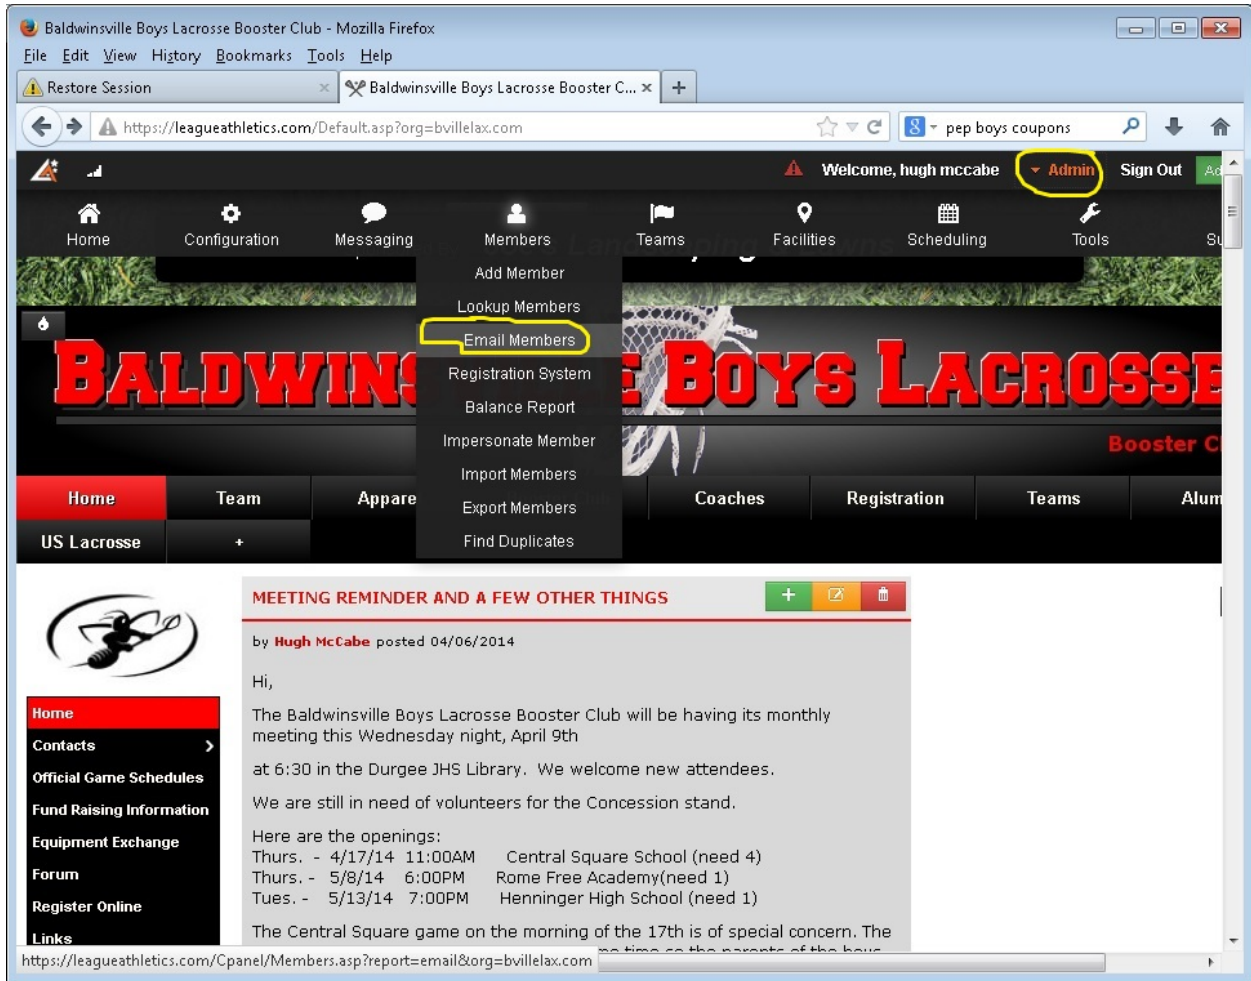 Baldwinsville Boys Lacrosse Booster Club - Mozilla Firefox
File Edit View History Bookmarks Tools Help
Restore Session × Baldwinsville Boys Lacrosse Booster C... × +
https://leagueathletics.com/Default.asp?org=bvillelax.com
8 pep boys coupons
Welcome, hugh mccabe Admin Sign Out
Home Configuration Messaging Members Teams Facilities Scheduling Tools
Add Member
Lookup Members
Email Members
Registration System
Balance Report
Impersonate Member
Import Members
Export Members
Find Duplicates
Landscaping
BOYS LACROSSE
Booster
Home Team Coaches Registration Teams
US Lacrosse +
MEETING REMINDER AND A FEW OTHER THINGS
by Hugh McCabe posted 04/06/2014
Hi,
The Baldwinsville Boys Lacrosse Booster Club will be having its monthly
meeting this Wednesday night, April 9th
at 6:30 in the Durgee JHS Library. We welcome new attendees.
We are still in need of volunteers for the Concession stand.
Here are the openings:
Thurs. - 4/17/14 11:00AM Central Square School (need 4)
Thurs. - 5/8/14 6:00PM Rome Free Academy(need 1)
Tues. - 5/13/14 7:00PM Henninger High School (need 1)
The Central Square game on the morning of the 17th is of special concern. The
Home
Contacts >
Official Game Schedules
Fund Raising Information
Equipment Exchange
Forum
Register Online
Links
https://leagueathletics.com/Cpanel/Members.asp?report=email&org=bvillelax.com